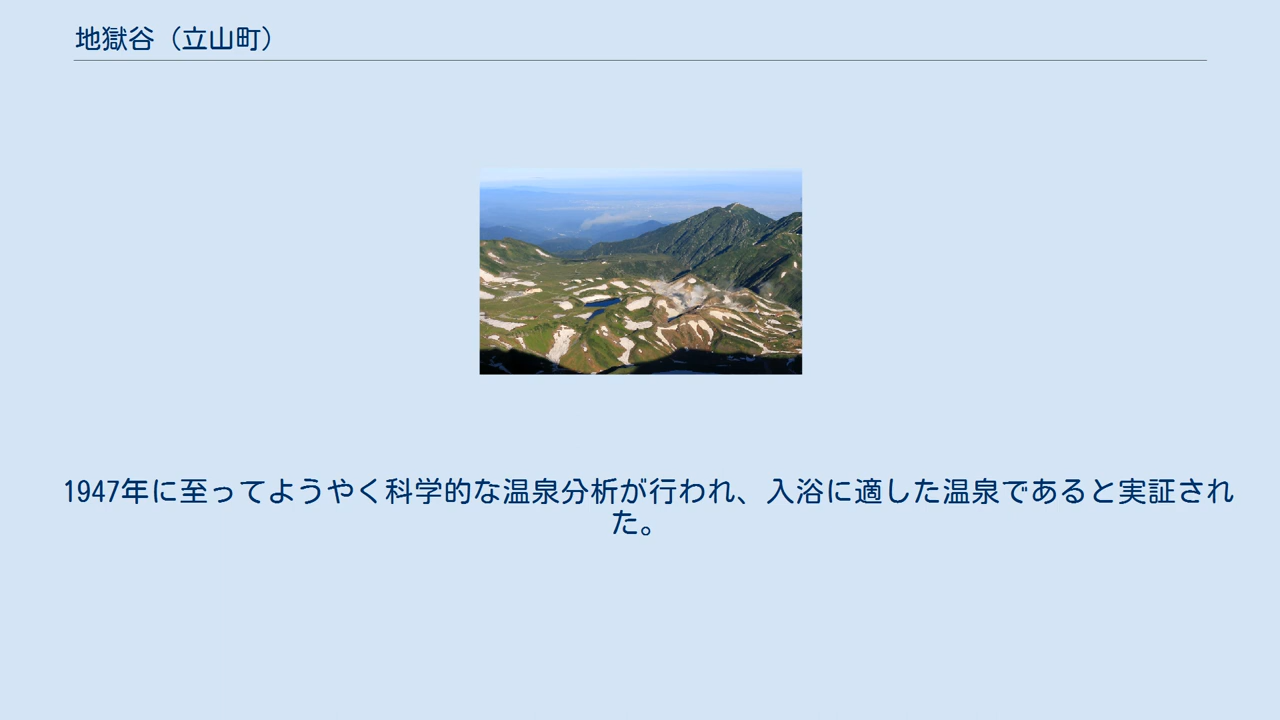 地獄谷（立山町）
1947年に至ってようやく科学的な温泉分析が行われ、入浴に適した温泉であると実証され
た。